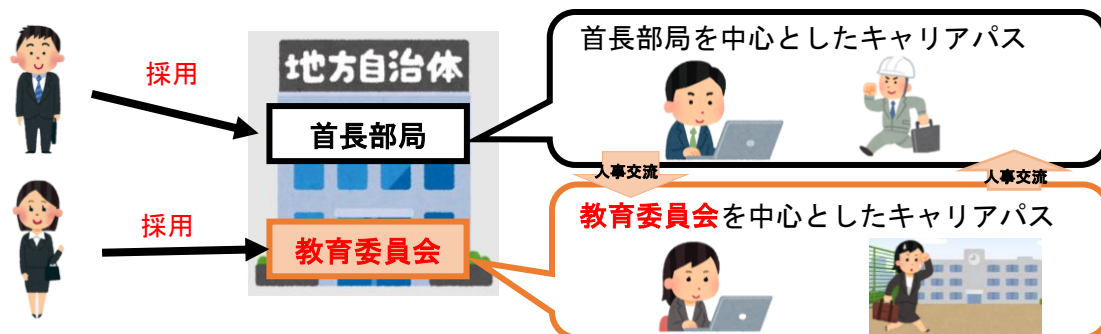 採用
地方自治体
首長部局
首長部局を中心としたキャリアパス
人事交流
人事交流
採用
教育委員会
教育委員会を中心としたキャリアパス